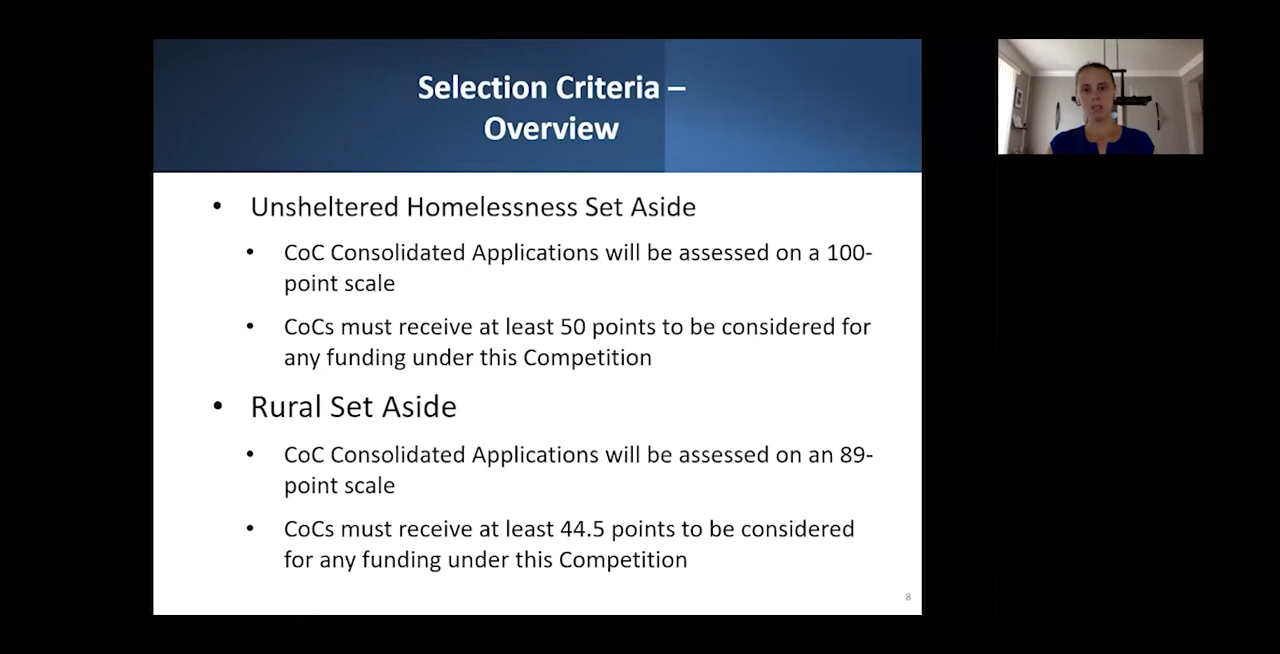 Selection Criteria –
Overview
• Unsheltered Homelessness Set Aside
• CoC Consolidated Applications will be assessed on a 100-
point scale
• CoCs must receive at least 50 points to be considered for
any funding under this Competition
• Rural Set Aside
• CoC Consolidated Applications will be assessed on an 89-
point scale
• CoCs must receive at least 44.5 points to be considered
for any funding under this Competition
8